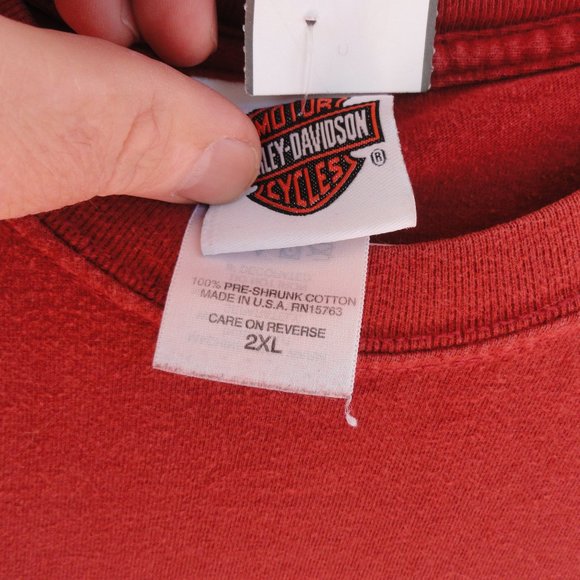 MOTOR
HARLEY-DAVIDSON
CYCLES
®
100% PRE-SHRUNK COTTON
MADE IN U.S.A. RN15763
CARE ON REVERSE
2XL